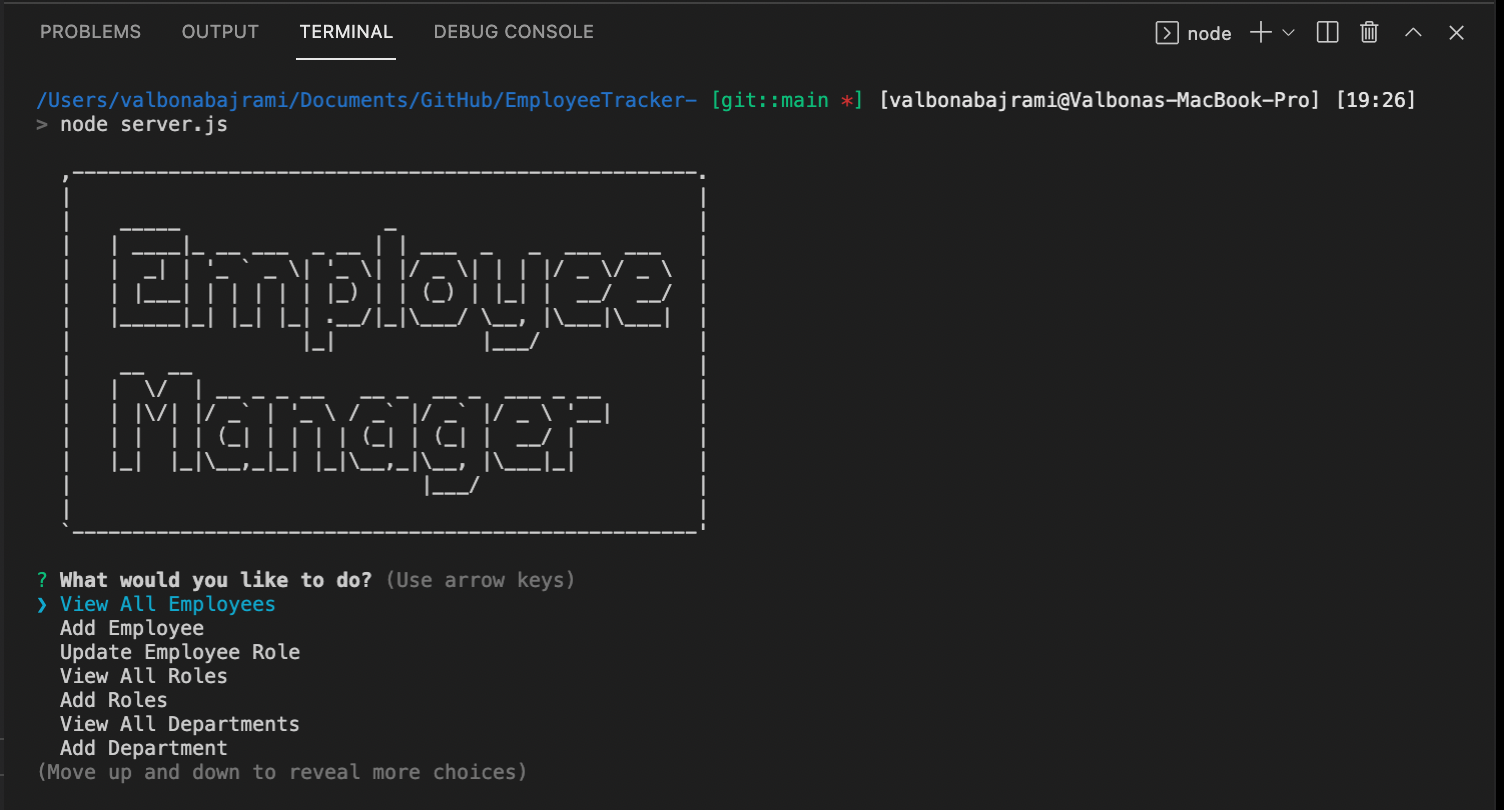 PROBLEMS OUTPUT TERMINAL DEBUG CONSOLE node
/Users/valbonabajrami/Documents/GitHub/EmployeeTracker- [git::main *] [valbonabajrami@Valbonas-MacBook-Pro] [19:26]
> node server.js
Employee
Manager
? What would you like to do? (Use arrow keys)
❯ View All Employees
Add Employee
Update Employee Role
View All Roles
Add Roles
View All Departments
Add Department
(Move up and down to reveal more choices)